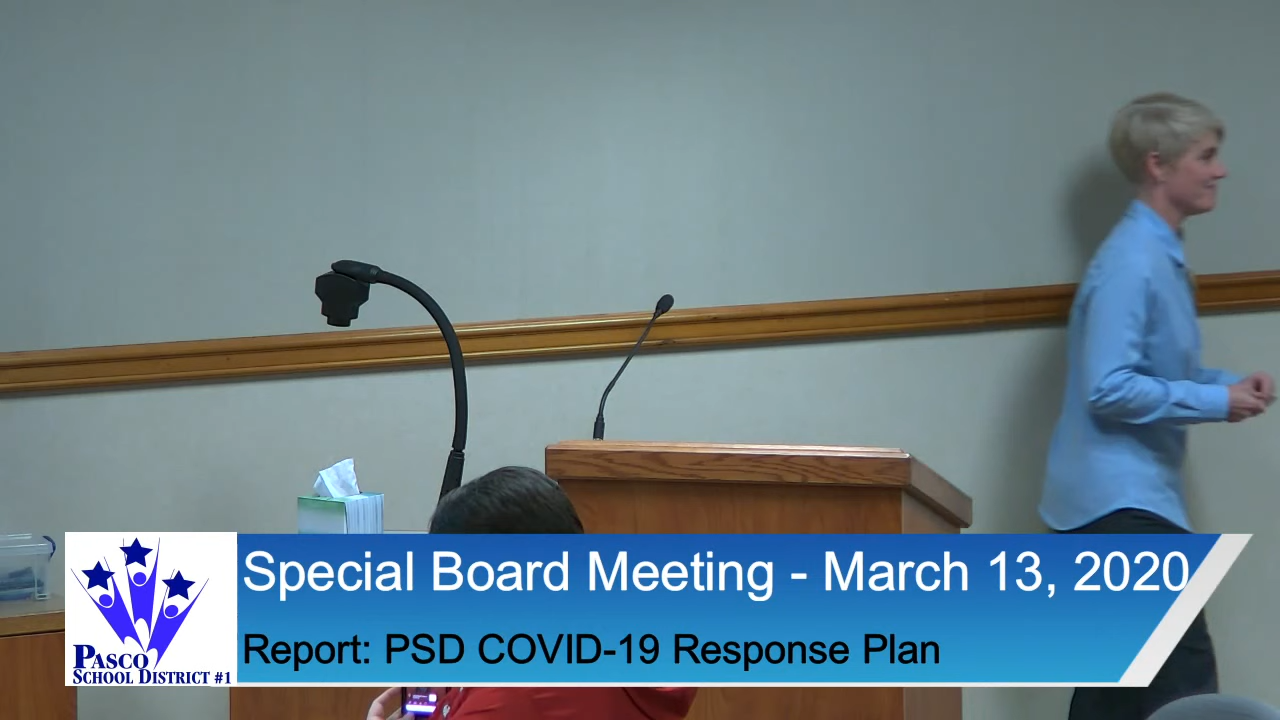 Special Board Meeting - March 13, 2020
Report: PSD COVID-19 Response Plan
PASCO
SCHOOL DISTRICT #1